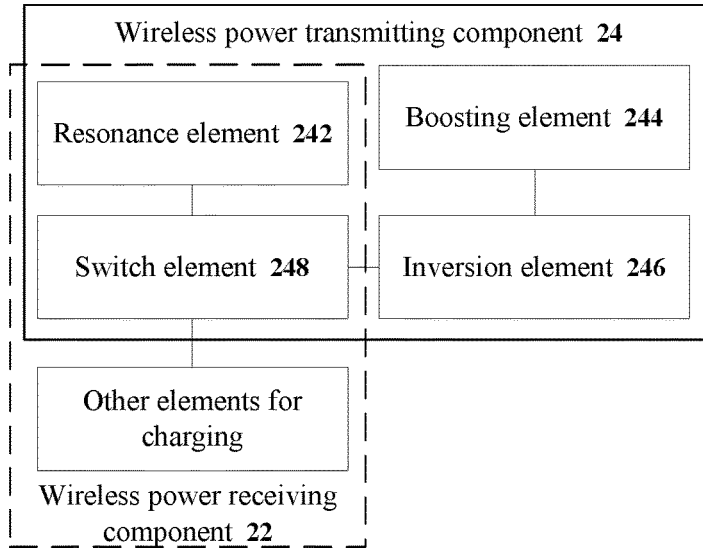 Wireless power transmitting component 24
Resonance element 242
Boosting element 244
Switch element 248
Inversion element 246
Other elements for
charging
Wireless power receiving
component 22